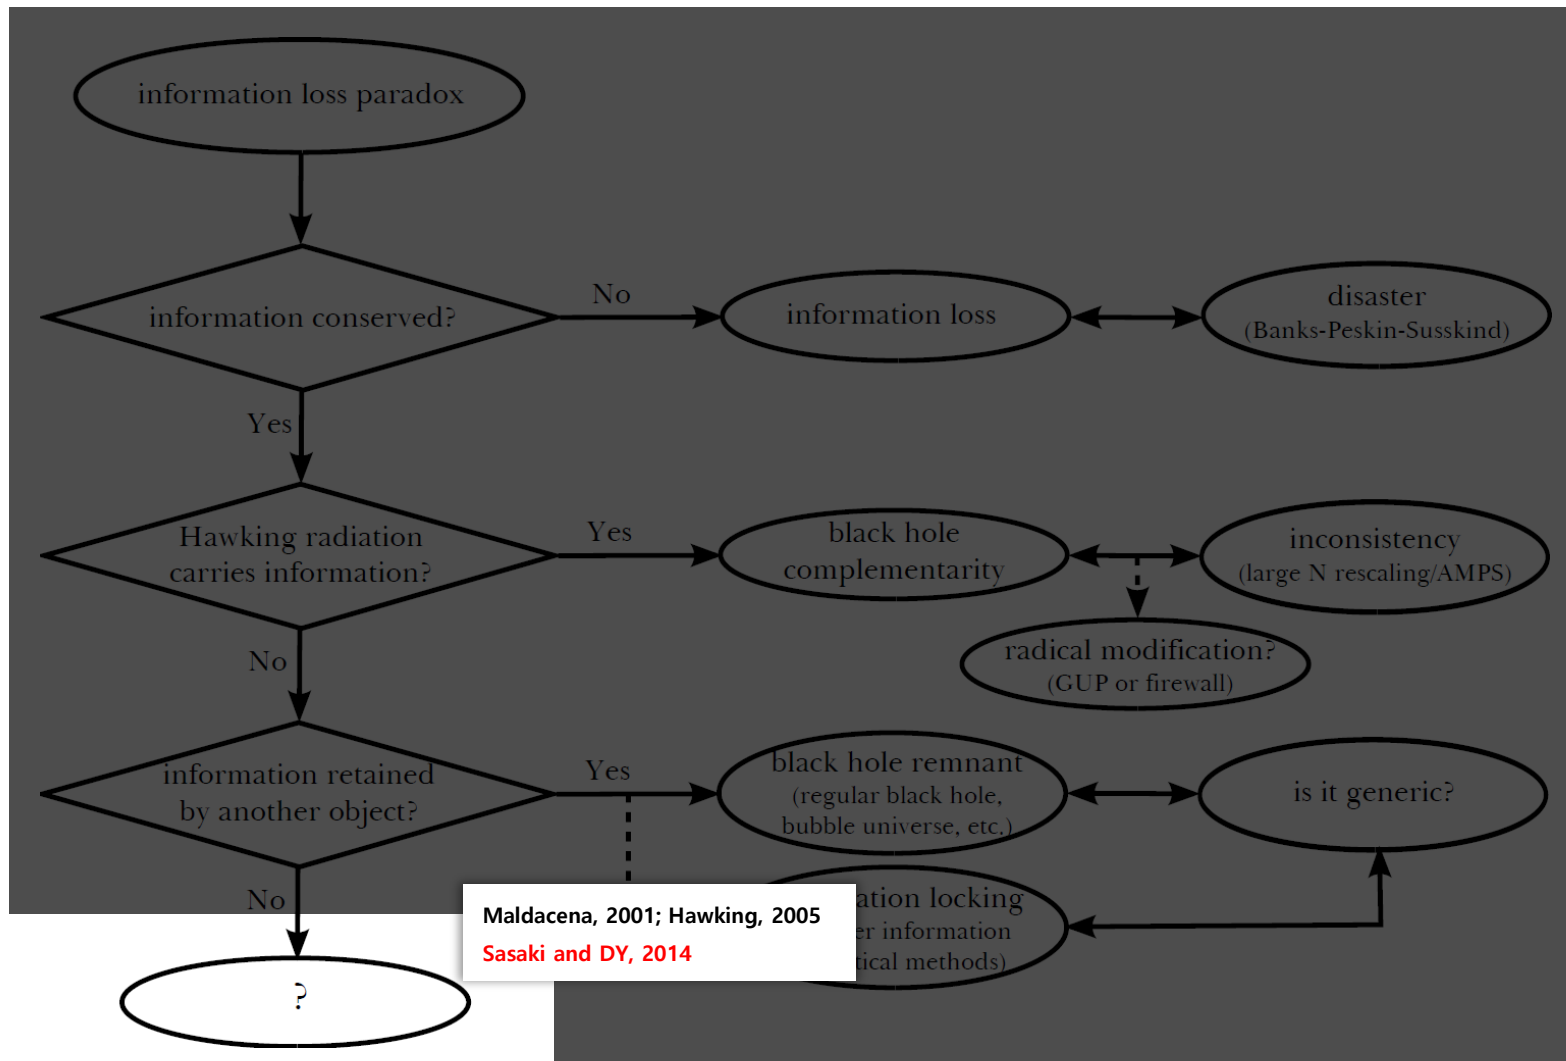 information loss paradox
information conserved?
No
information loss
disaster
(Banks-Peskin-Susskind)
Yes
Hawking radiation
carries information?
Yes
black hole
complementarity
inconsistency
(large N rescaling/AMPS)
radical modification?
(GUP or firewall)
No
information retained
by another object?
Yes
black hole remnant
(regular black hole,
bubble universe, etc.)
is it generic?
No
Maldacena, 2001; Hawking, 2005
Sasaki and DY, 2014
locking
information
methods)
?